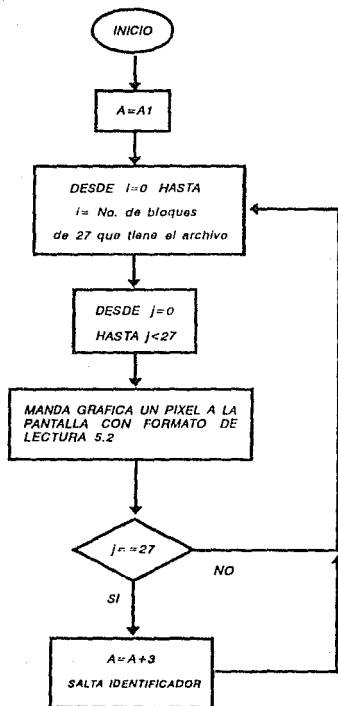 INICIO
A=A1
DESDE I=0 HASTA
i= No. de bloques
de 27 que tiene el archivo
DESDE j=0
HASTA j<27
MANDA GRAFICA UN PIXEL A LA
PANTALLA CON FORMATO DE
LECTURA 5.2
j==27
NO
SI
A=A+3
SALTA IDENTIFICADOR